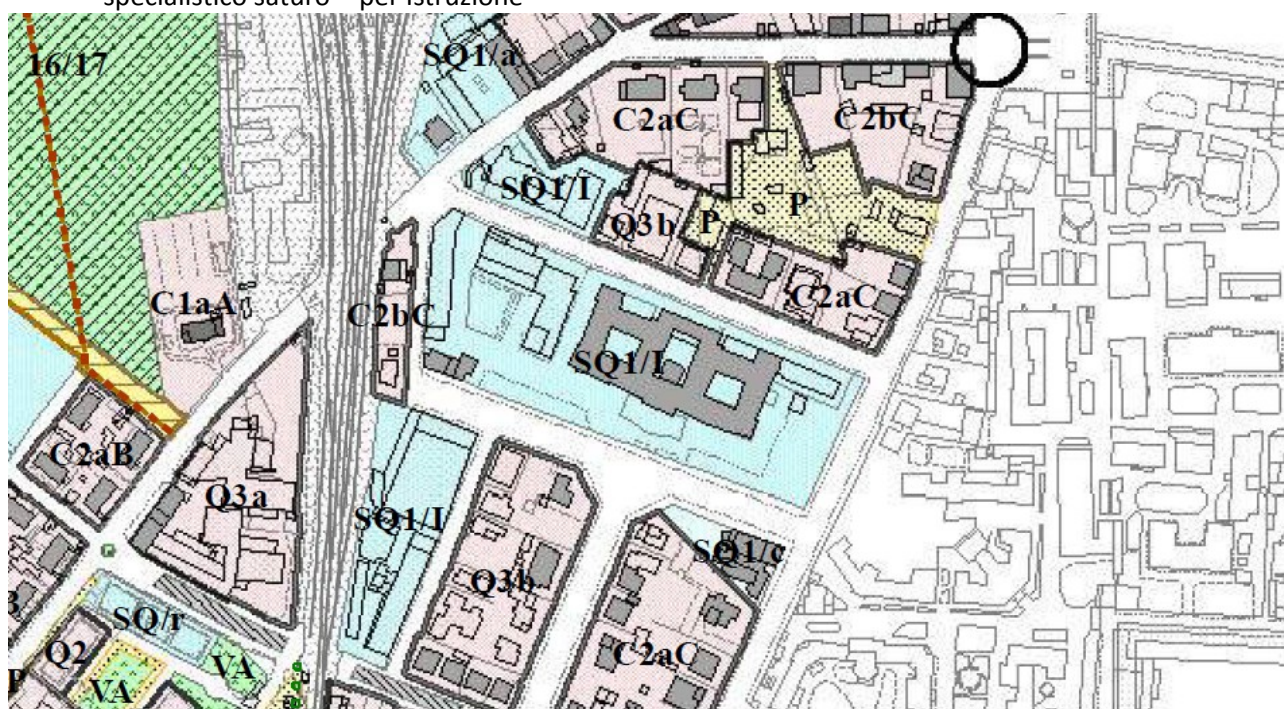 specialistico saturo – per istruzione
16/17
SQ1/a
C2aC
C2bC
SQ1/I
Q3b
P
P
C1aA
C2bC
C2aC
SQ1/I
C2aB
Q3a
SQ1/I
Q3b
SQ1/c
SQ/r
Q2
VA
VA
C2aC
P